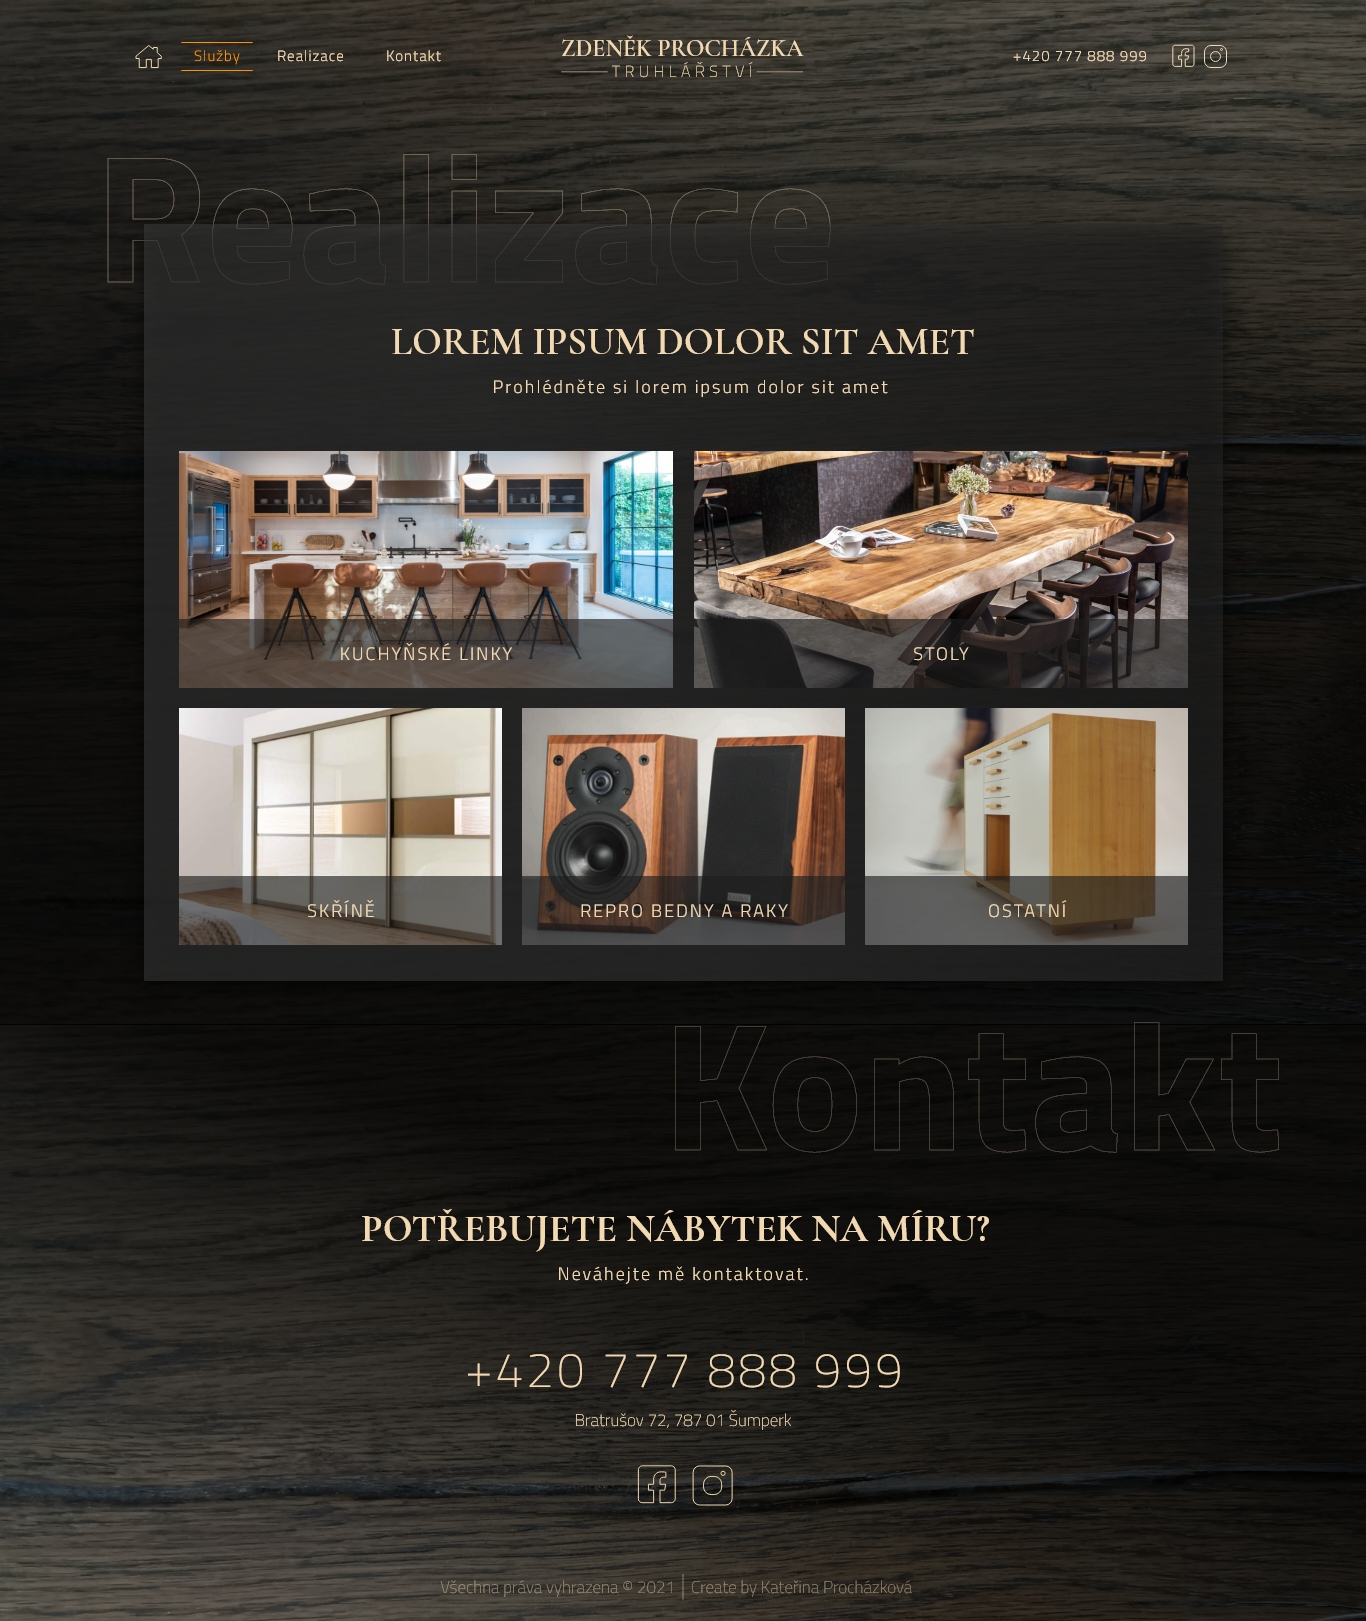 Služby
Realizace
Kontakt
ZDENĚK PROCHÁZKA
TRUHLÁŘSTVÍ
+420 777 888 999
Realizace
LOREM IPSUM DOLOR SIT AMET
Prohlédněte si lorem ipsum dolor sit amet
KUCHYŇSKÉ LINKY
STOLY
SKŘÍNĚ
REPRO BEDNY A RAKY
OSTATNÍ
Kontakt
POTŘEBUJETE NÁBYTEK NA MÍRU?
Neváhejte mě kontaktovat.
+420 777 888 999
Bratrušov 72, 787 01 Šumperk
Všechna práva vyhrazena © 2021 | Create by Kateřina Procházková